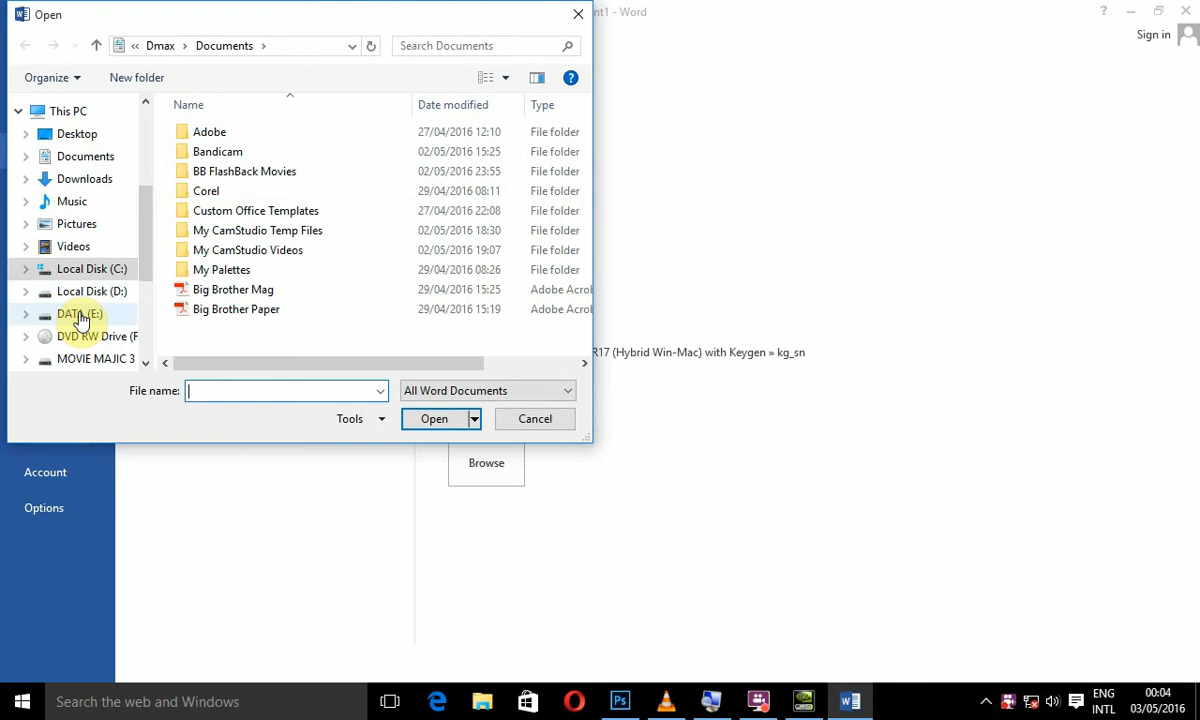 Open
nt1 - Word
Sign in
Dmax
Documents
Search Documents
Organize
New folder
Name
Date modified
Type
This PC
Desktop
Documents
Downloads
Music
Pictures
Videos
Local Disk (C:)
Local Disk (D:)
DATA (E:)
DVD RW Drive (F
MOVIE MAJIC 3
Adobe 27/04/2016 12:10 File folder
Bandicam 02/05/2016 15:25 File folder
BB FlashBack Movies 02/05/2016 23:55 File folder
Corel 29/04/2016 08:11 File folder
Custom Office Templates 27/04/2016 22:08 File folder
My CamStudio Temp Files 02/05/2016 18:30 File folder
My CamStudio Videos 02/05/2016 19:07 File folder
My Palettes 29/04/2016 08:26 File folder
Big Brother Mag 29/04/2016 15:25 Adobe Acrob
Big Brother Paper 29/04/2016 15:19 Adobe Acrob
R17 (Hybrid Win-Mac) with Keygen » kg_sn
File name:
All Word Documents
Tools
Open
Cancel
Browse
Account
Options
Search the web and Windows
ENG
INTL
00:04
03/05/2016